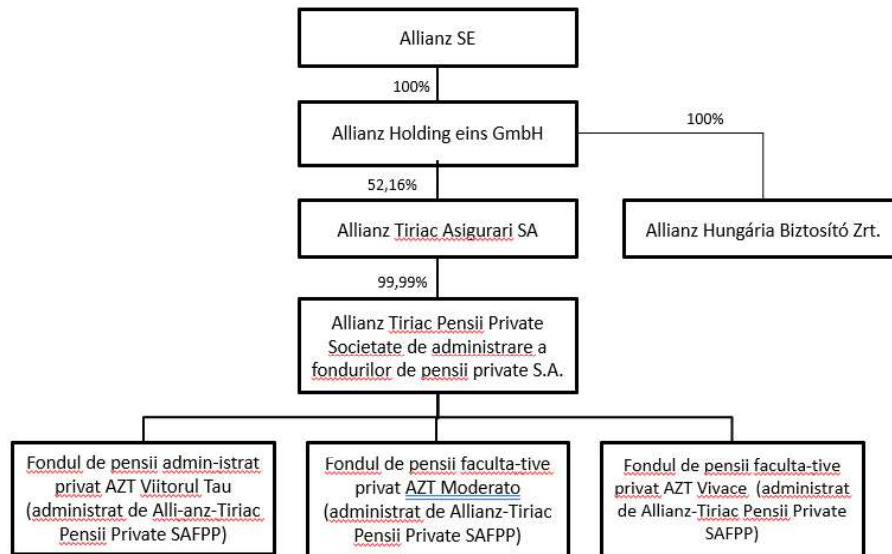 Allianz SE
100%
Allianz Holding eins GmbH
100%
52,16%
Allianz Tiriac Asigurari SA
Allianz Hungária Biztosító Zrt.
99,99%
Allianz Tiriac Pensii Private
Societate de administrare a
fondurilor de pensii private S.A.
Fondul de pensii admin-istrat
privat AZT Viitorul Tau
(administrat de Alli-anz-Tiriac
Pensii Private SAFPP)
Fondul de pensii faculta-tive
privat AZT Moderato
(administrat de Allianz-Tiriac
Pensii Private SAFPP)
Fondul de pensii faculta-tive
privat AZT Vivace (administrat
de Allianz-Tiriac Pensii Private
SAFPP)